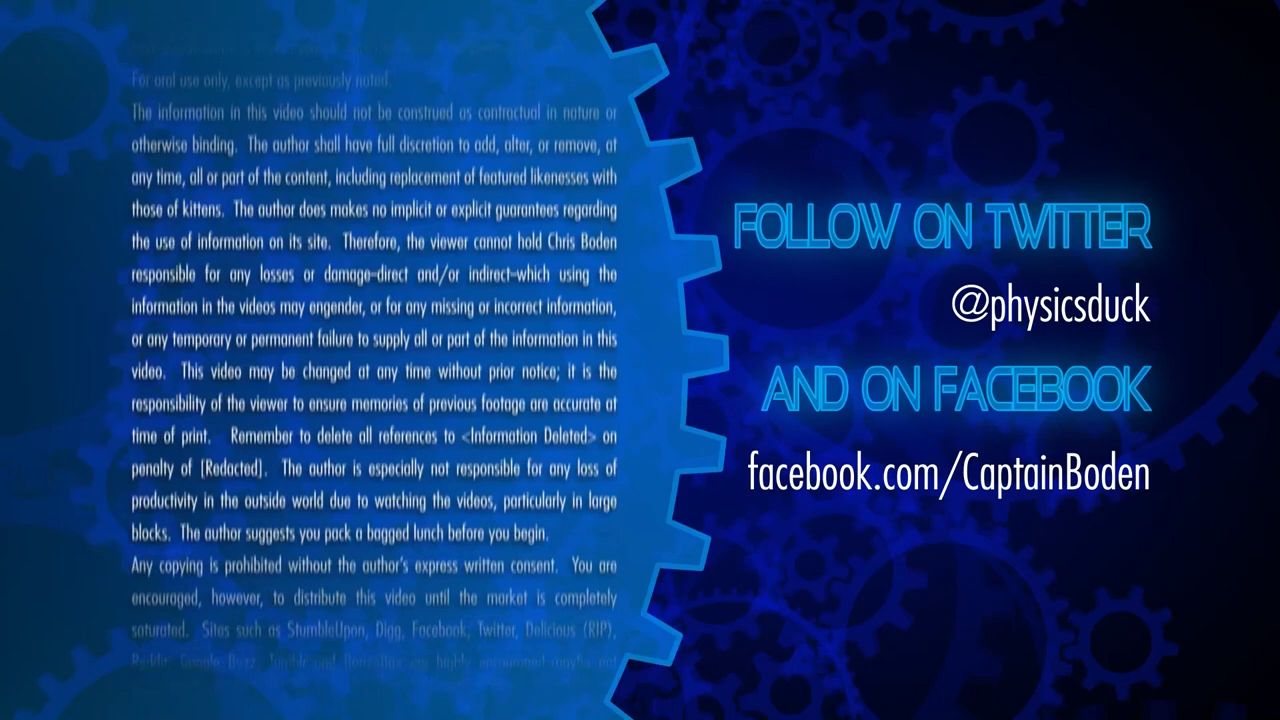 For oral use only, except as previously noted.
The information in this video should not be construed as contractual in nature or
otherwise binding. The author shall have full discretion to add, alter, or remove, at
any time, all or part of the content, including replacement of featured likenesses with
those of kittens. The author does makes no implicit or explicit guarantees regarding
the use of information on its site. Therefore, the viewer cannot hold Chris Boden
responsible for any losses or damage-direct and/or indirect-which using the
information in the videos may engender, or for any missing or incorrect information,
or any temporary or permanent failure to supply all or part of the information in this
video. This video may be changed at any time without prior notice; it is the
responsibility of the viewer to ensure memories of previous footage are accurate at
time of print. Remember to delete all references to <Information Deleted> on
penalty of [Redacted]. The author is especially not responsible for any loss of
productivity in the outside world due to watching the videos, particularly in large
blocks. The author suggests you pack a bagged lunch before you begin.
Any copying is prohibited without the author's express written consent. You are
encouraged, however, to distribute this video until the market is completely
saturated. Sites such as StumbleUpon, Digg, Facebook, Twitter, Delicious (RIP),
Reddit, Google Buzz, Tumblr and
FOLLOW ON TWITTER
@physicsduck
AND ON FACEBOOK
facebook.com/CaptainBoden